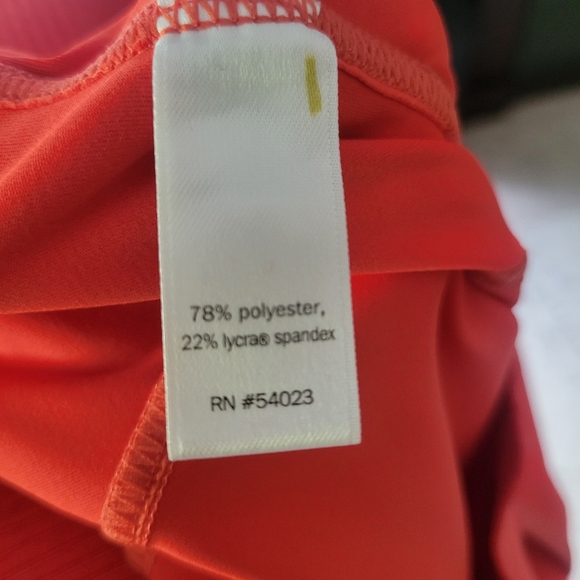 78% polyester,
22% lycra® spandex
RN #54023